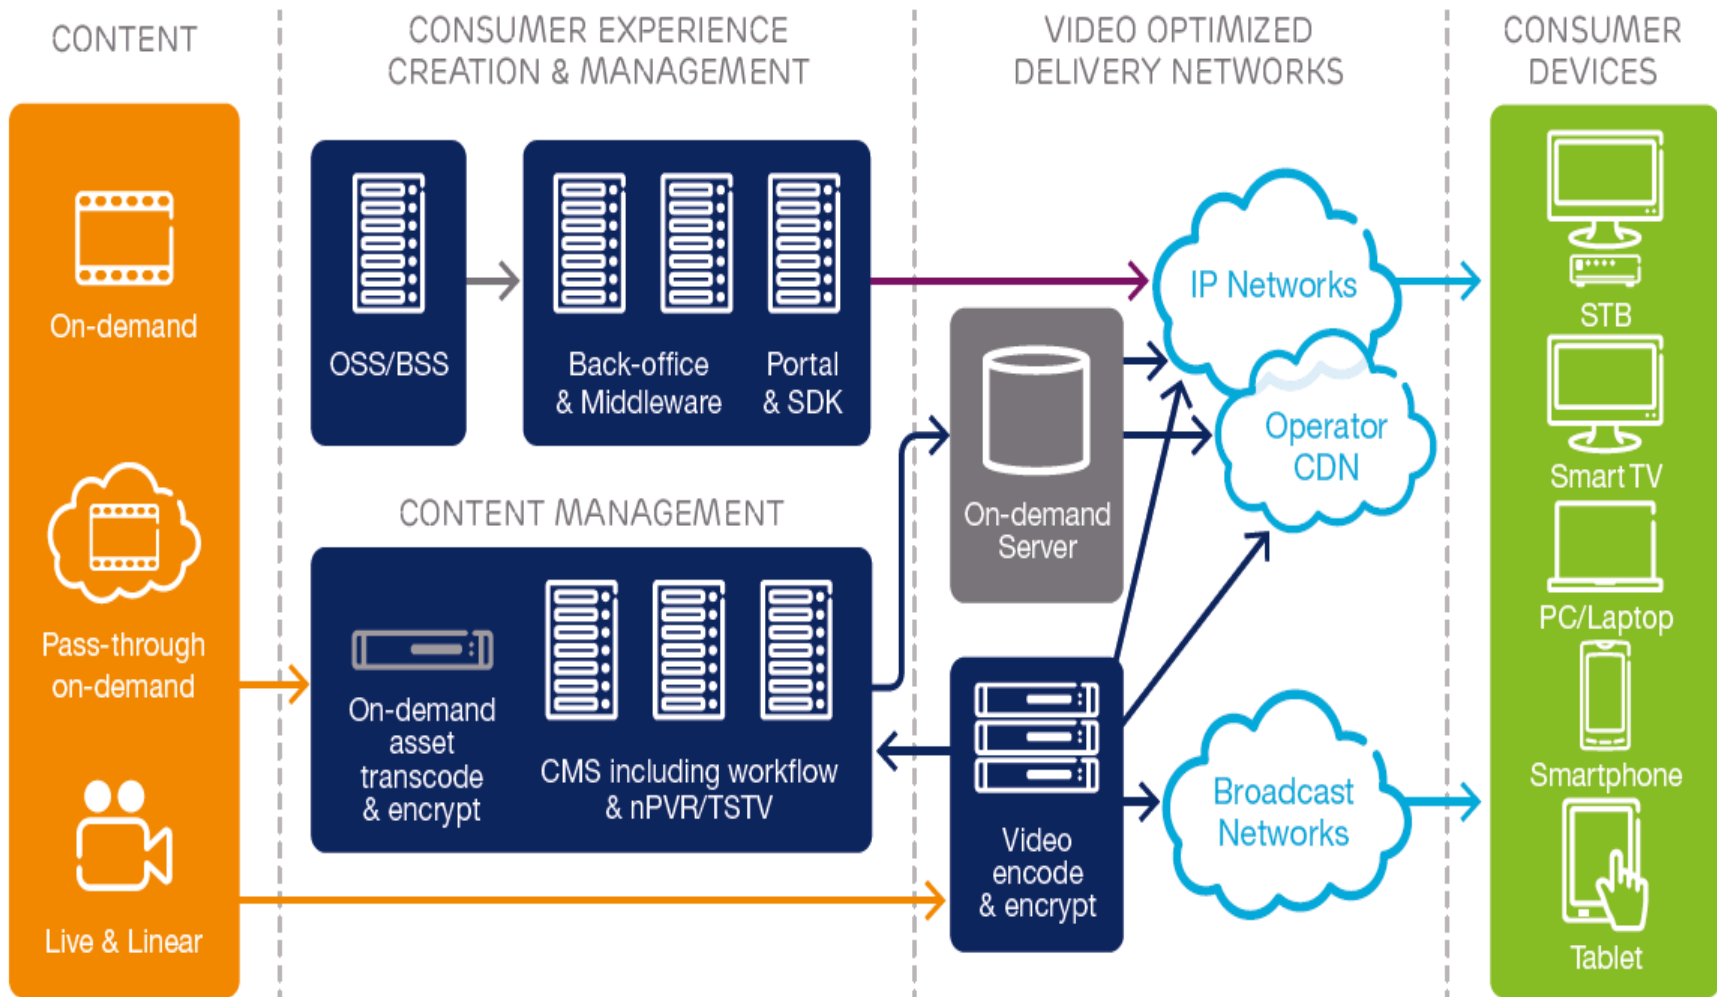 CONTENT
On-demand
Pass-through
on-demand
Live & Linear
CONSUMER EXPERIENCE
CREATION & MANAGEMENT
OSS/BSS
Back-office
& Middleware
Portal
& SDK
CONTENT MANAGEMENT
On-demand
asset
transcode
& encrypt
CMS including workflow
& nPVR/TSTV
VIDEO OPTIMIZED
DELIVERY NETWORKS
IP Networks
Operator
CDN
On-demand
Server
Video
encode
& encrypt
Broadcast
Networks
CONSUMER
DEVICES
STB
Smart TV
PC/Laptop
Smartphone
Tablet